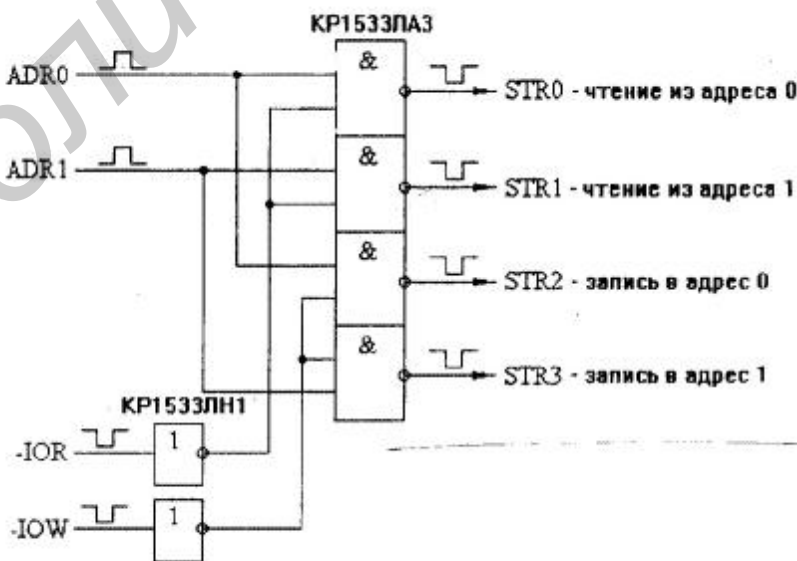 КР1533ЛА3
ADR0
&
STR0 - чтение из адреса 0
ADR1
&
STR1 - чтение из адреса 1
&
STR2 - запись в адрес 0
&
STR3 - запись в адрес 1
КР1533ЛН1
-IOR
1
-IOW
1